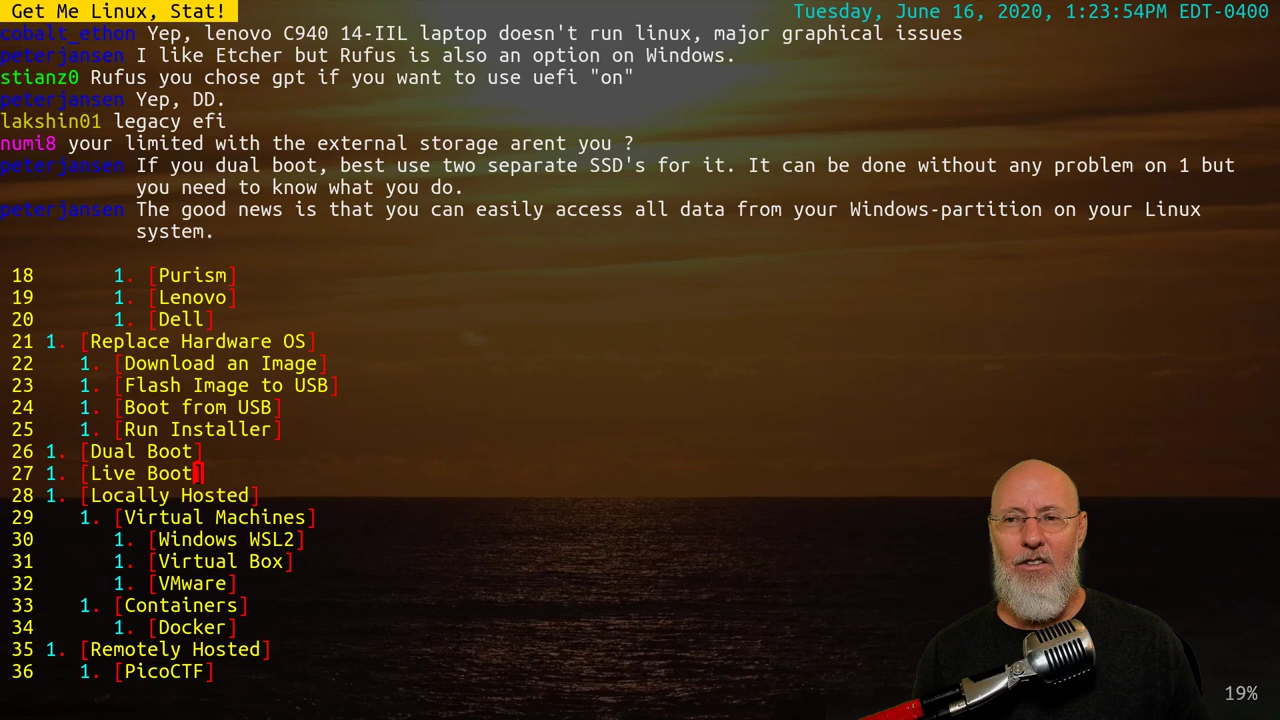 Get Me Linux, Stat!
Tuesday, June 16, 2020, 1:23:54PM EDT-0400
cobalt_ethon Yep, lenovo C940 14-IIL laptop doesn't run linux, major graphical issues
peterjansen I like Etcher but Rufus is also an option on Windows.
stianz0 Rufus you chose gpt if you want to use uefi "on"
peterjansen Yep, DD.
lakshin01 legacy efi
numi8 your limited with the external storage arent you ?
peterjansen If you dual boot, best use two separate SSD's for it. It can be done without any problem on 1 but
you need to know what you do.
peterjansen The good news is that you can easily access all data from your Windows-partition on your Linux
system.
18 1. [Purism]
19 1. [Lenovo]
20 1. [Dell]
21 1. [Replace Hardware OS]
22 1. [Download an Image]
23 1. [Flash Image to USB]
24 1. [Boot from USB]
25 1. [Run Installer]
26 1. [Dual Boot]
27 1. [Live Boot]
28 1. [Locally Hosted]
29 1. [Virtual Machines]
30 1. [Windows WSL2]
31 1. [Virtual Box]
32 1. [VMware]
33 1. [Containers]
34 1. [Docker]
35 1. [Remotely Hosted]
36 1. [PicoCTF]
19%